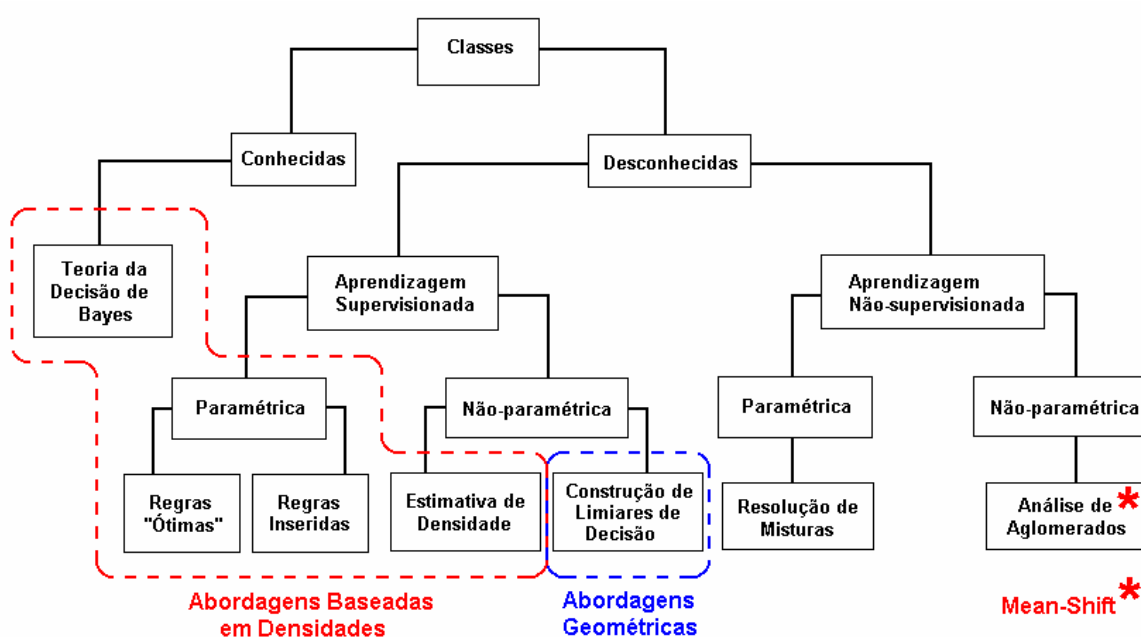 Classes
Conhecidas
Desconhecidas
Teoria da
Decisão de
Bayes
Aprendizagem
Supervisionada
Aprendizagem
Não-supervisionada
Paramétrica
Não-paramétrica
Paramétrica
Não-paramétrica
Regras
"Ótimas"
Regras
Inseridas
Estimativa de
Densidade
Construção de
Limiares de
Decisão
Resolução de
Misturas
Análise de *
Aglomerados
Abordagens Baseadas
em Densidades
Abordagens
Geométricas
Mean-Shift *